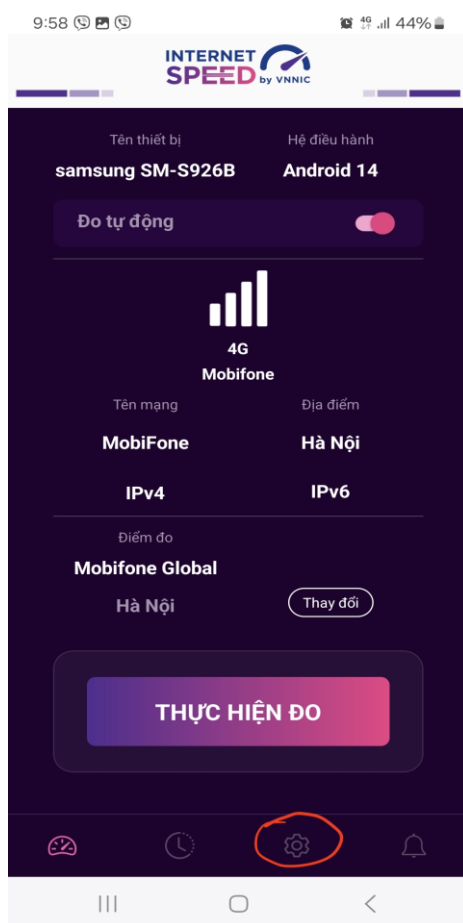 9:58
4G
44%
INTERNET
SPEED by VNNIC
Tên thiết bị
Hệ điều hành
samsung SM-S926B
Android 14
Đo tự động
4G
Mobifone
Tên mạng
Địa điểm
MobiFone
Hà Nội
IPv4
IPv6
Điểm đo
Mobifone Global
Hà Nội
Thay đổi
THỰC HIỆN ĐO